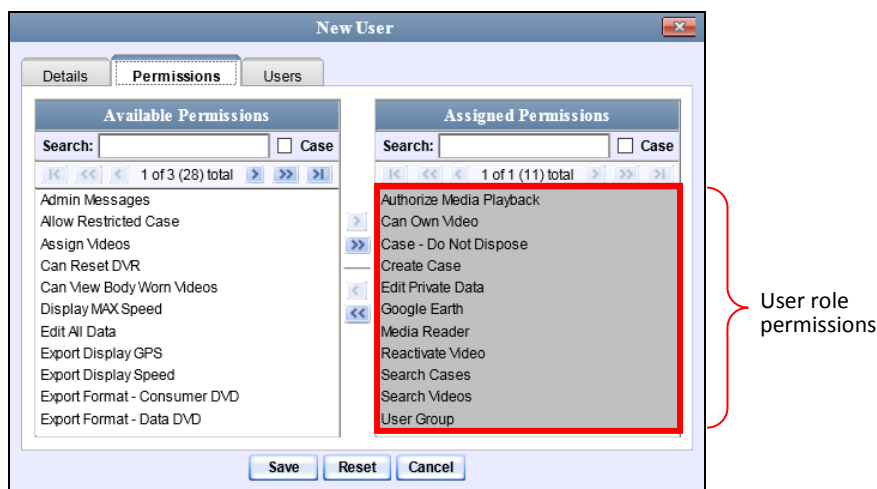 New User
Details Permissions Users
Available Permissions
Search: Case
1 of 3 (28) total
Admin Messages
Allow Restricted Case
Assign Videos
Can Reset DVR
Can View Body Worn Videos
Display MAX Speed
Edit All Data
Export Display GPS
Export Display Speed
Export Format - Consumer DVD
Export Format - Data DVD
Assigned Permissions
Search: Case
1 of 1 (11) total
Authorize Media Playback
Can Own Video
Case - Do Not Dispose
Create Case
Edit Private Data
Google Earth
Media Reader
Reactivate Video
Search Cases
Search Videos
User Group
User role
permissions
Save Reset Cancel